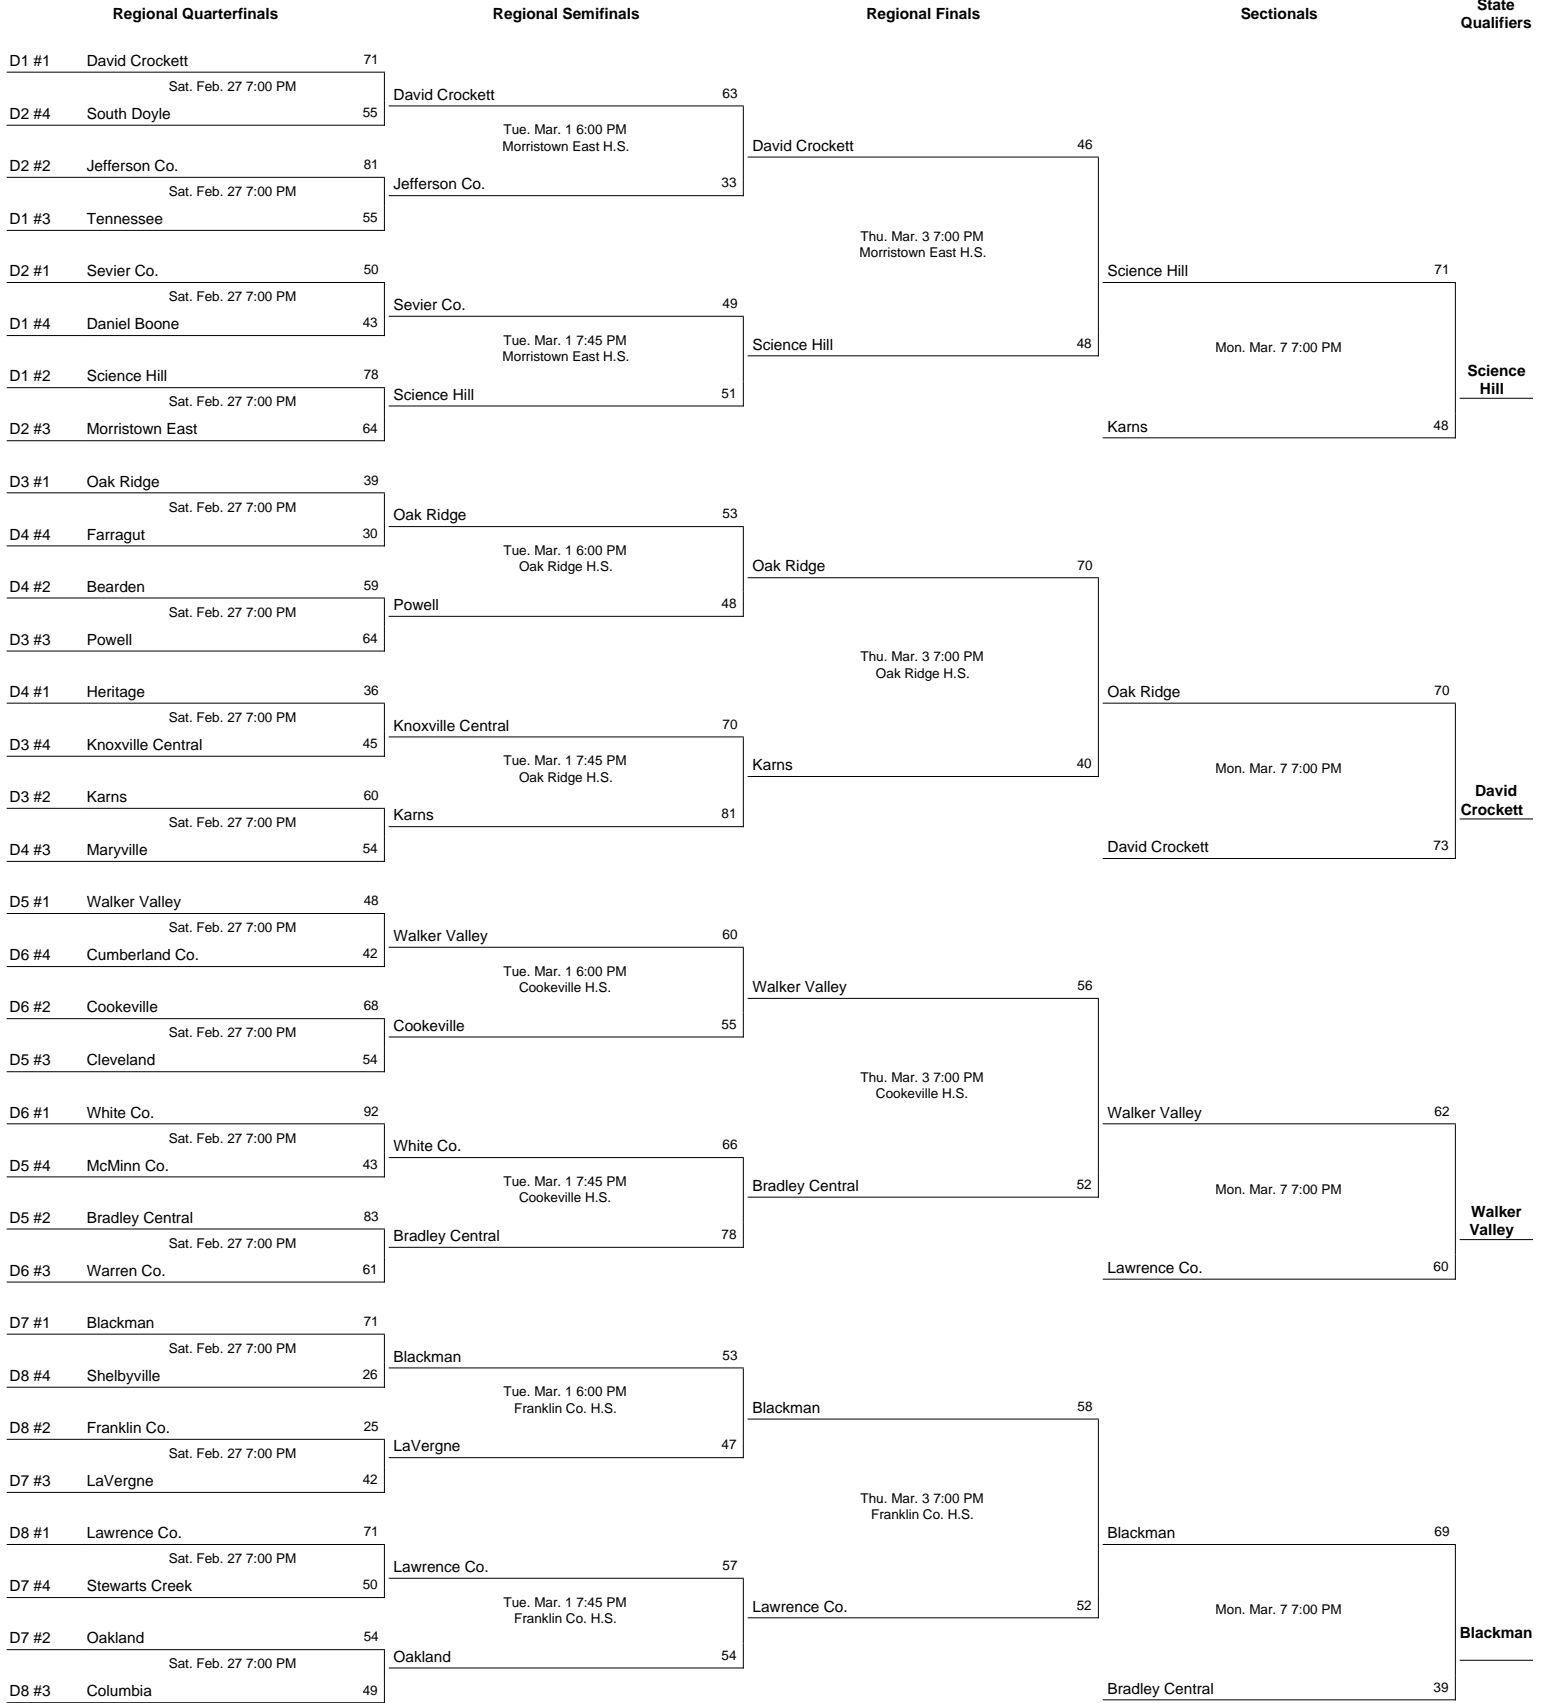 State
Regional Quarterfinals Regional Semifinals Regional Finals Sectionals Qualifiers
D1 #1 David Crockett 71
Sat. Feb. 27 7:00 PM
D2 #4 South Doyle 55
D2 #2 Jefferson Co. 81
Sat. Feb. 27 7:00 PM
D1 #3 Tennessee 55
D2 #1 Sevier Co. 50
Sat. Feb. 27 7:00 PM
D1 #4 Daniel Boone 43
D1 #2 Science Hill 78
Sat. Feb. 27 7:00 PM
D2 #3 Morristown East 64
D3 #1 Oak Ridge 39
Sat. Feb. 27 7:00 PM
D4 #4 Farragut 30
D4 #2 Bearden 59
Sat. Feb. 27 7:00 PM
D3 #3 Powell 64
D4 #1 Heritage 36
Sat. Feb. 27 7:00 PM
D3 #4 Knoxville Central 45
D3 #2 Karns 60
Sat. Feb. 27 7:00 PM
D4 #3 Maryville 54
D5 #1 Walker Valley 48
Sat. Feb. 27 7:00 PM
D6 #4 Cumberland Co. 42
D6 #2 Cookeville 68
Sat. Feb. 27 7:00 PM
D5 #3 Cleveland 54
D6 #1 White Co. 92
Sat. Feb. 27 7:00 PM
D5 #4 McMinn Co. 43
D5 #2 Bradley Central 83
Sat. Feb. 27 7:00 PM
D6 #3 Warren Co. 61
D7 #1 Blackman 71
Sat. Feb. 27 7:00 PM
D8 #4 Shelbyville 26
D8 #2 Franklin Co. 25
Sat. Feb. 27 7:00 PM
D7 #3 LaVergne 42
D8 #1 Lawrence Co. 71
Sat. Feb. 27 7:00 PM
D7 #4 Stewarts Creek 50
D7 #2 Oakland 54
Sat. Feb. 27 7:00 PM
D8 #3 Columbia 49
David Crockett 63
Tue. Mar. 1 6:00 PM
Morristown East H.S.
Jefferson Co. 33
Sevier Co. 49
Tue. Mar. 1 7:45 PM
Morristown East H.S.
Science Hill 51
Oak Ridge 53
Tue. Mar. 1 6:00 PM
Oak Ridge H.S.
Powell 48
Knoxville Central 70
Tue. Mar. 1 7:45 PM
Oak Ridge H.S.
Karns 81
Walker Valley 60
Tue. Mar. 1 6:00 PM
Cookeville H.S.
Cookeville 55
White Co. 66
Tue. Mar. 1 7:45 PM
Cookeville H.S.
Bradley Central 78
Blackman 53
Tue. Mar. 1 6:00 PM
Franklin Co. H.S.
LaVergne 47
Lawrence Co. 57
Tue. Mar. 1 7:45 PM
Franklin Co. H.S.
Oakland 54
David Crockett 46
Thu. Mar. 3 7:00 PM
Morristown East H.S.
Science Hill 48
Oak Ridge 70
Thu. Mar. 3 7:00 PM
Oak Ridge H.S.
Karns 40
Walker Valley 56
Thu. Mar. 3 7:00 PM
Cookeville H.S.
Bradley Central 52
Blackman 58
Thu. Mar. 3 7:00 PM
Franklin Co. H.S.
Lawrence Co. 52
Science Hill 71
Mon. Mar. 7 7:00 PM
Karns 48
Oak Ridge 70
Mon. Mar. 7 7:00 PM
David Crockett 73
Walker Valley 62
Mon. Mar. 7 7:00 PM
Lawrence Co. 60
Blackman 69
Mon. Mar. 7 7:00 PM
Bradley Central 39
Science
Hill
David
Crockett
Walker
Valley
Blackman